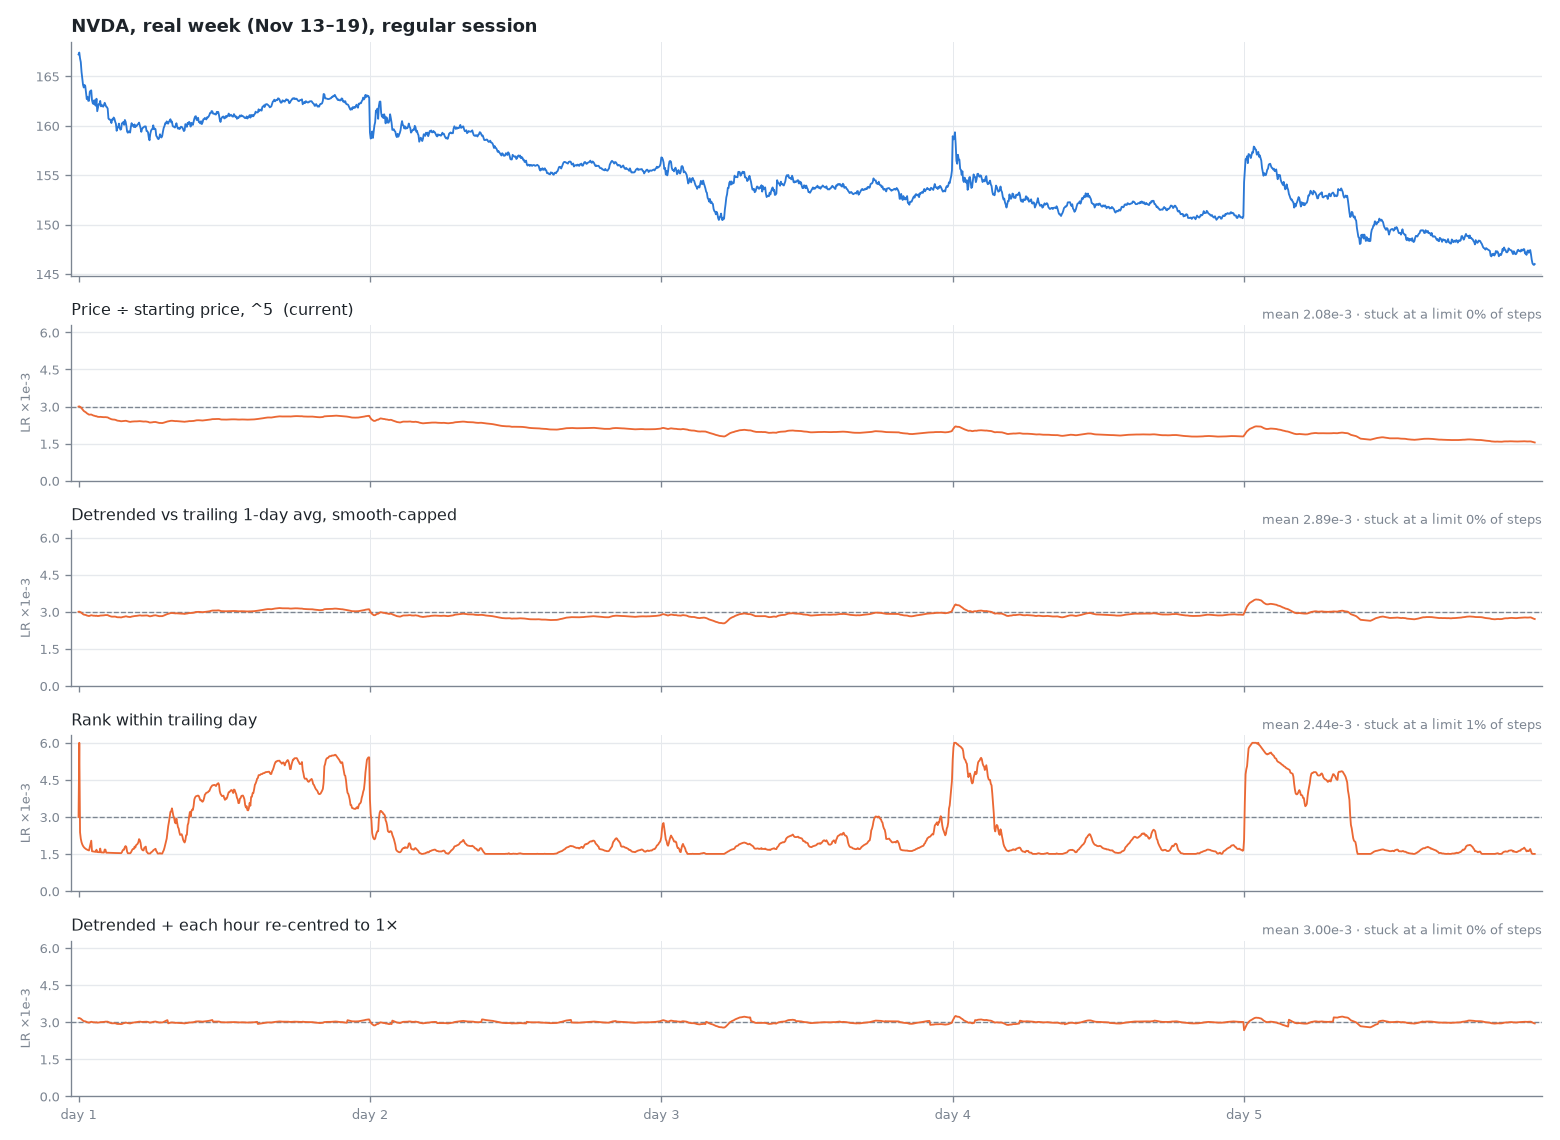 NVDA, real week (Nov 13–19), regular session
165
160
155
150
145
Price ÷ starting price, ^5  (current)
mean 2.08e-3 · stuck at a limit 0% of steps
6.0
4.5
3.0
1.5
0.0
LR ×1e-3
Detrended vs trailing 1-day avg, smooth-capped
mean 2.89e-3 · stuck at a limit 0% of steps
6.0
4.5
3.0
1.5
0.0
LR ×1e-3
Rank within trailing day
mean 2.44e-3 · stuck at a limit 1% of steps
6.0
4.5
3.0
1.5
0.0
LR ×1e-3
Detrended + each hour re-centred to 1×
mean 3.00e-3 · stuck at a limit 0% of steps
6.0
4.5
3.0
1.5
0.0
LR ×1e-3
day 1 day 2 day 3 day 4 day 5